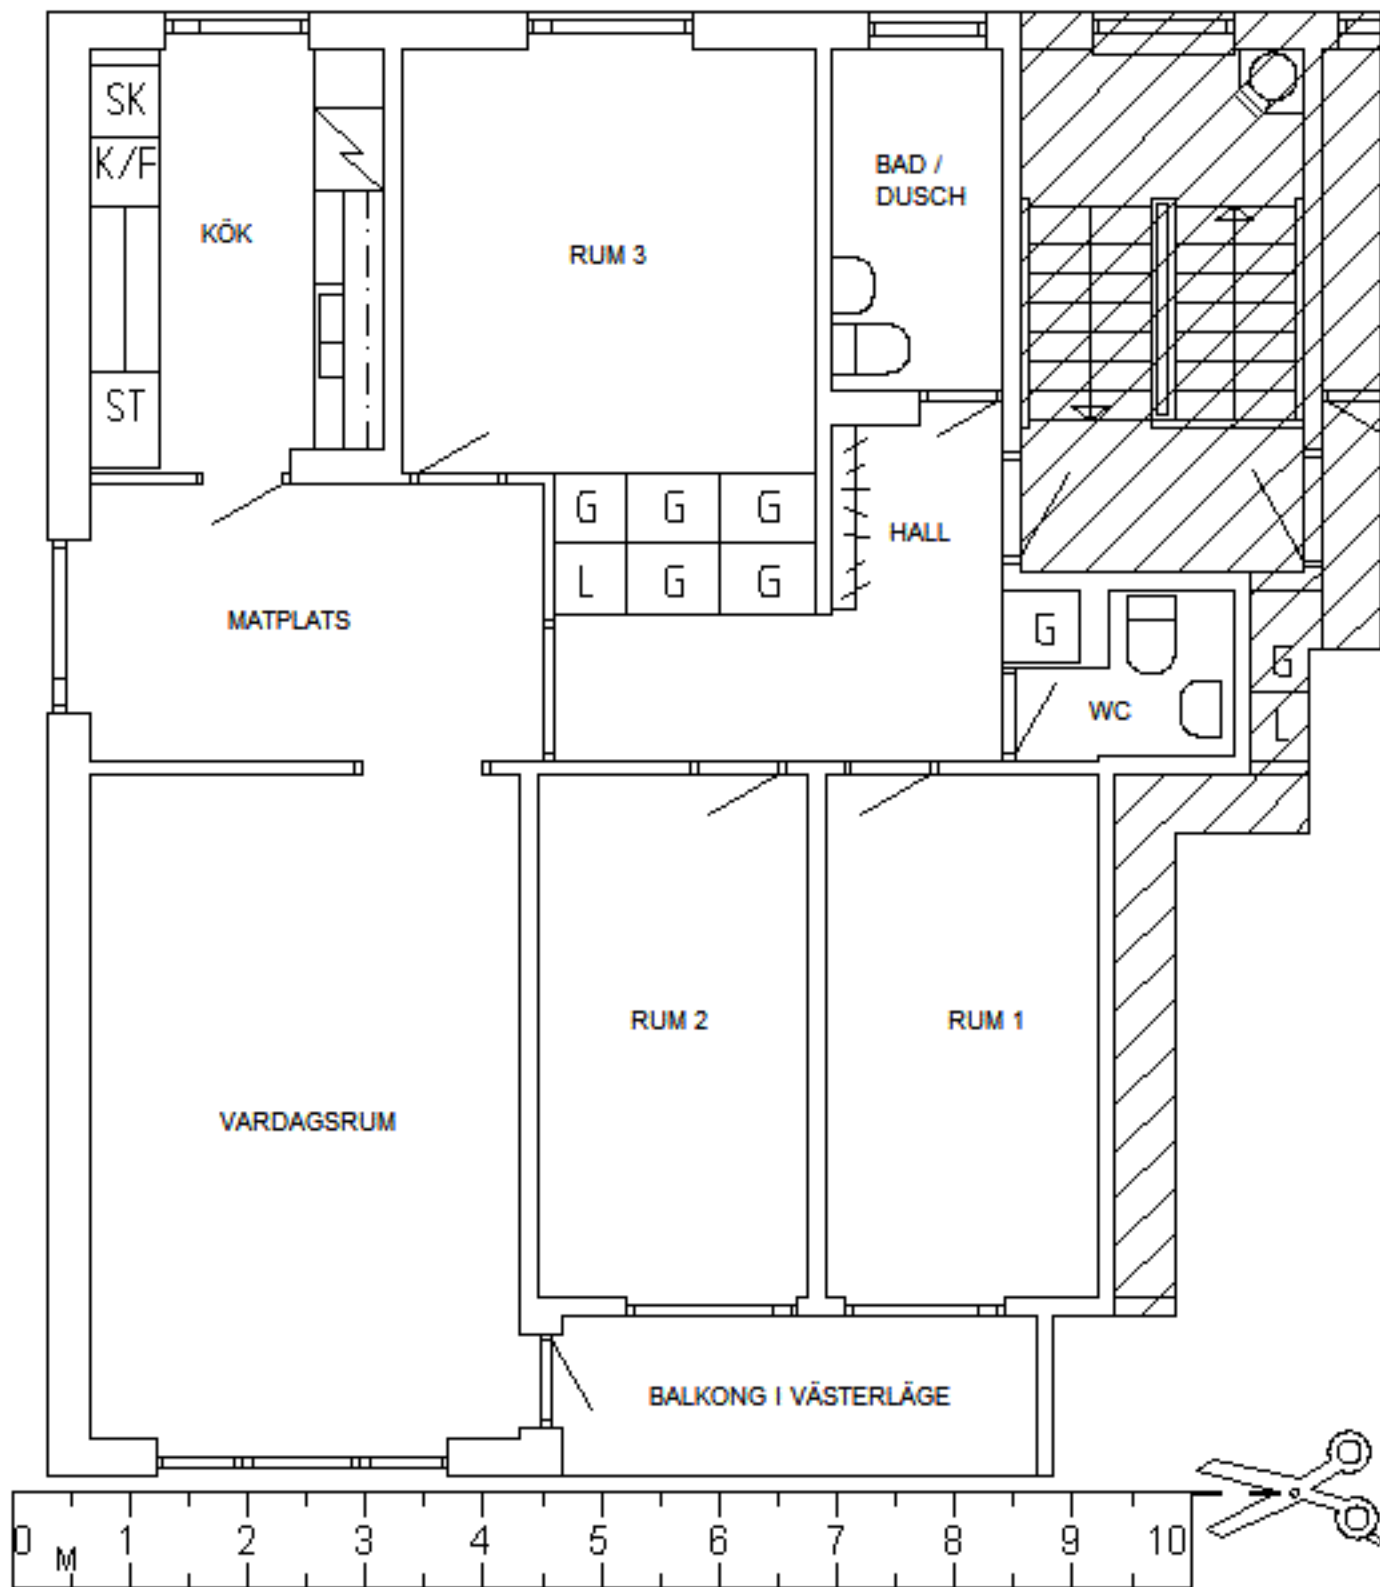 SK
K/F
KÖK
ST
RUM 3
BAD /
DUSCH
G G G
L G G
HALL
MATPLATS
G
WC
G
L
RUM 2
RUM 1
VARDAGSRUM
BALKONG I VÄSTERLÄGE
0 M 1 2 3 4 5 6 7 8 9 10